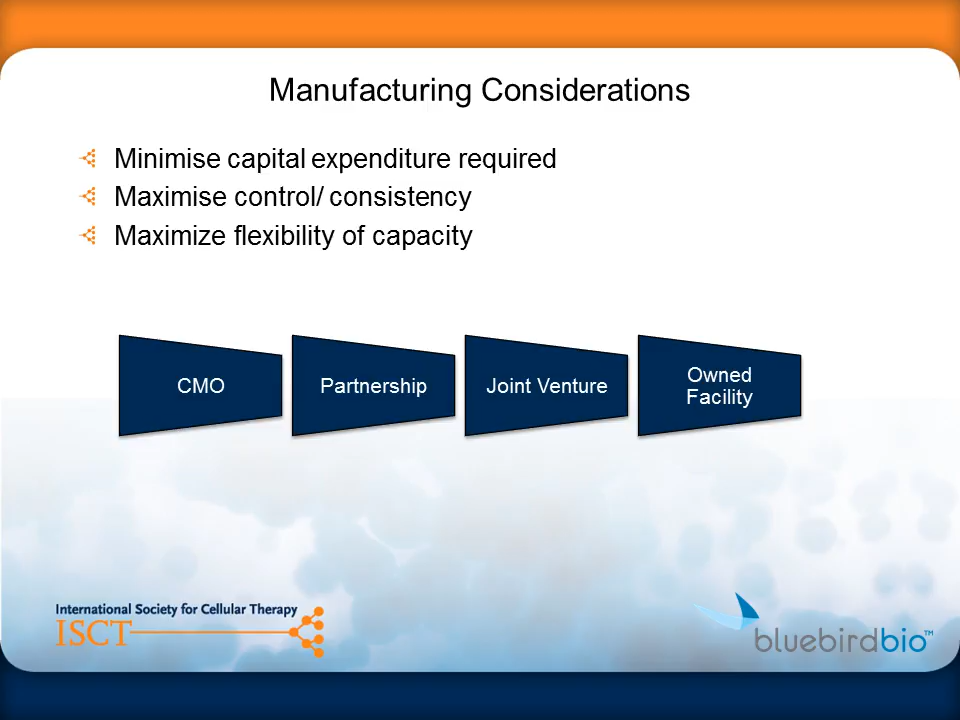 Manufacturing Considerations
Minimise capital expenditure required
Maximise control/ consistency
Maximize flexibility of capacity
CMO
Partnership
Joint Venture
Owned
Facility
International Society for Cellular Therapy
ISCT
bluebirdbio™